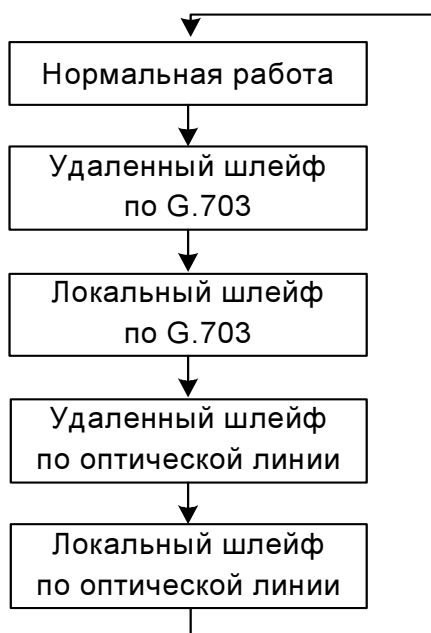 Нормальная работа
Удаленный шлейф
по G.703
Локальный шлейф
по G.703
Удаленный шлейф
по оптической линии
Локальный шлейф
по оптической линии